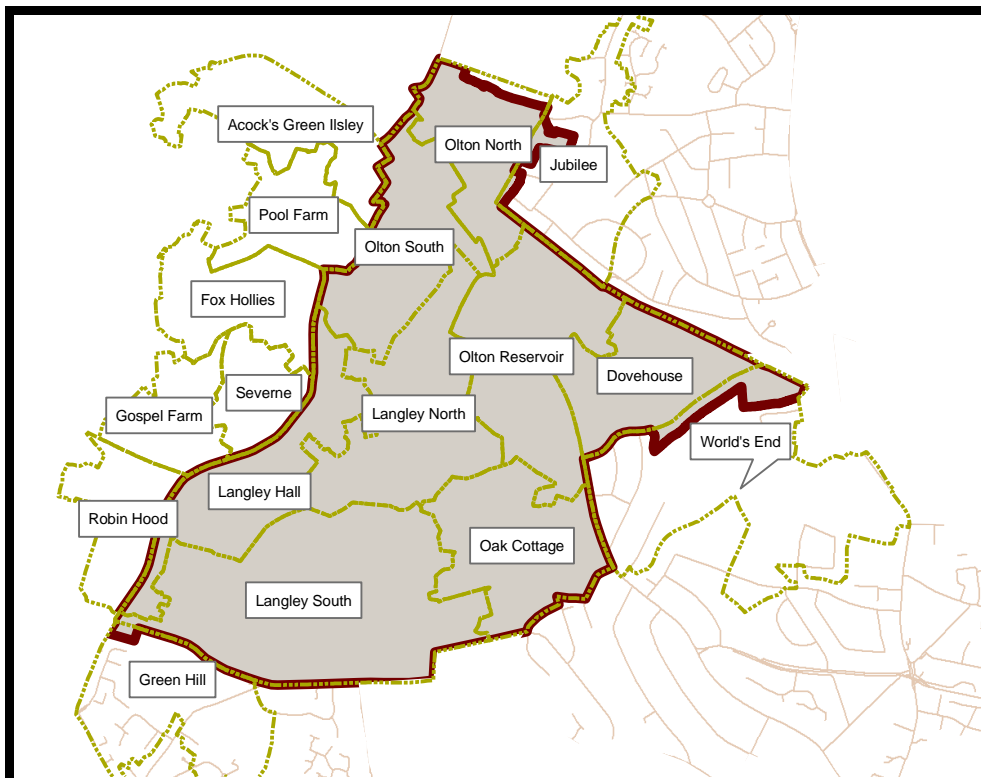 Acock's Green Ilsley
Olton North
Jubilee
Pool Farm
Olton South
Fox Hollies
Olton Reservoir
Dovehouse
Severne
Langley North
Gospel Farm
World's End
Langley Hall
Robin Hood
Oak Cottage
Langley South
Green Hill